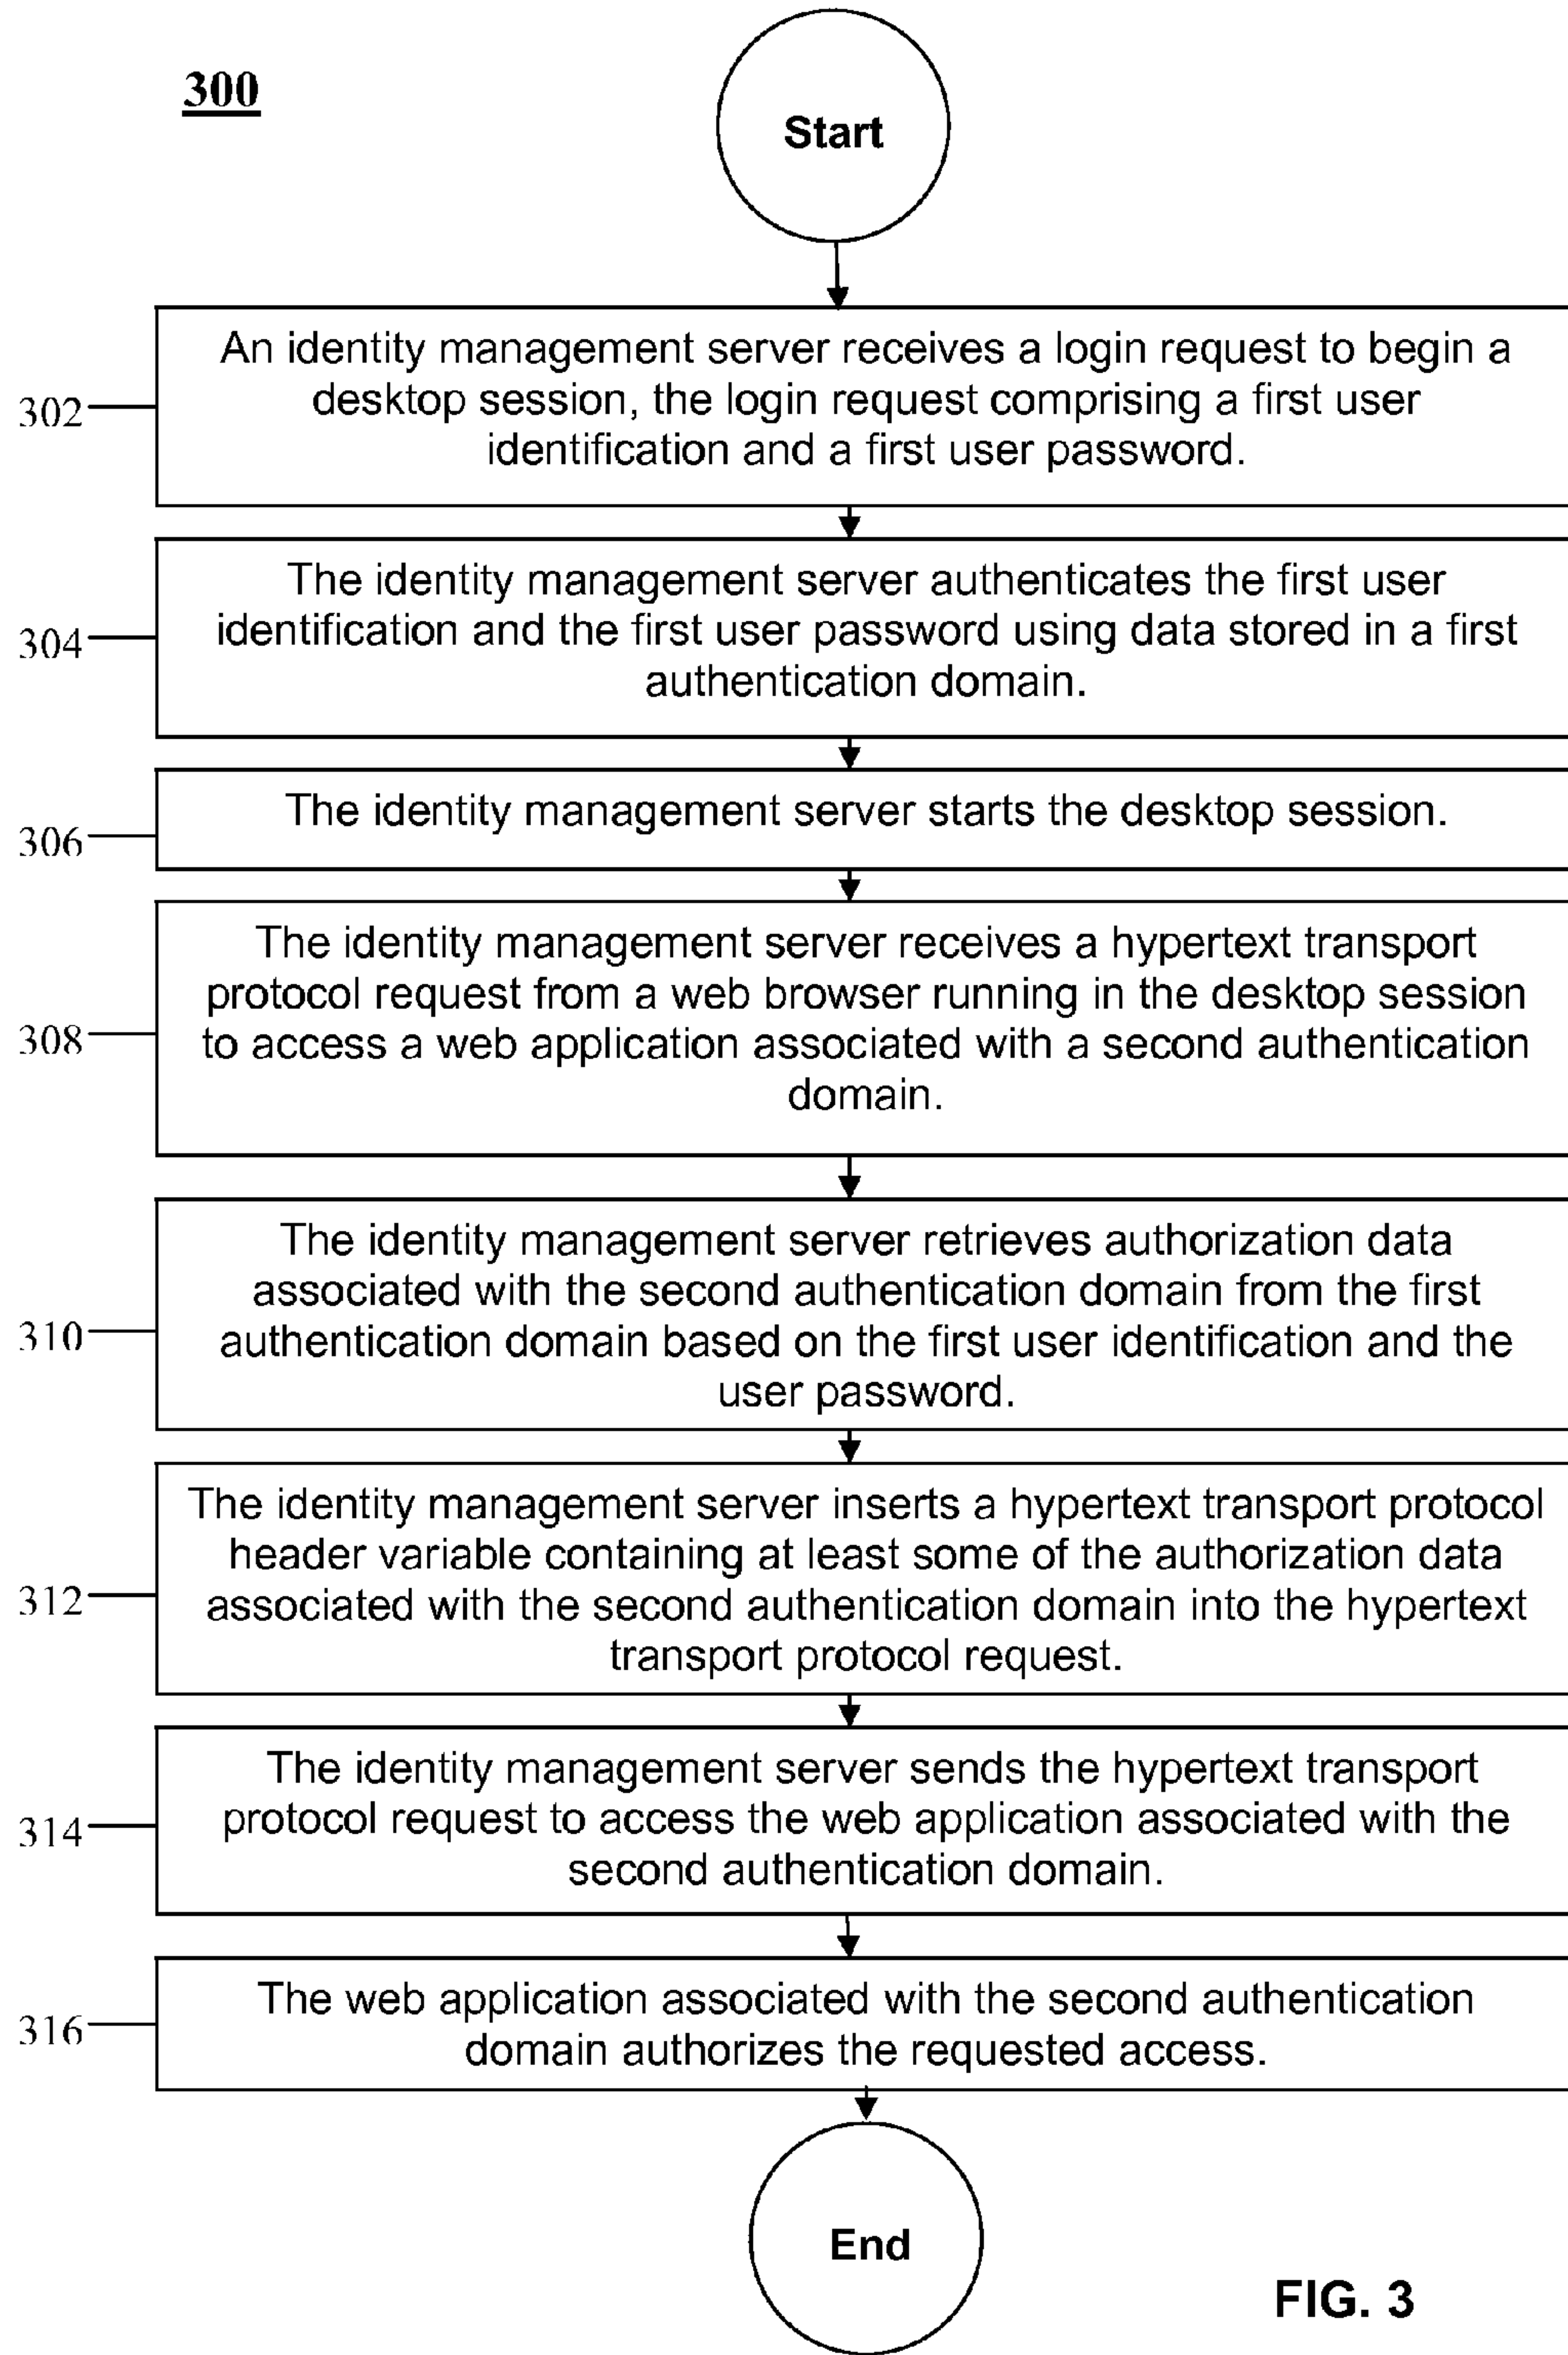 300
Start
An identity management server receives a login request to begin a
desktop session, the login request comprising a first user
identification and a first user password.
302
The identity management server authenticates the first user
identification and the first user password using data stored in a first
authentication domain.
304
The identity management server starts the desktop session.
306
The identity management server receives a hypertext transport
protocol request from a web browser running in the desktop session
to access a web application associated with a second authentication
domain.
308
The identity management server retrieves authorization data
associated with the second authentication domain from the first
authentication domain based on the first user identification and the
user password.
310
The identity management server inserts a hypertext transport protocol
header variable containing at least some of the authorization data
associated with the second authentication domain into the hypertext
transport protocol request.
312
The identity management server sends the hypertext transport
protocol request to access the web application associated with the
second authentication domain.
314
The web application associated with the second authentication
domain authorizes the requested access.
316
End
FIG. 3